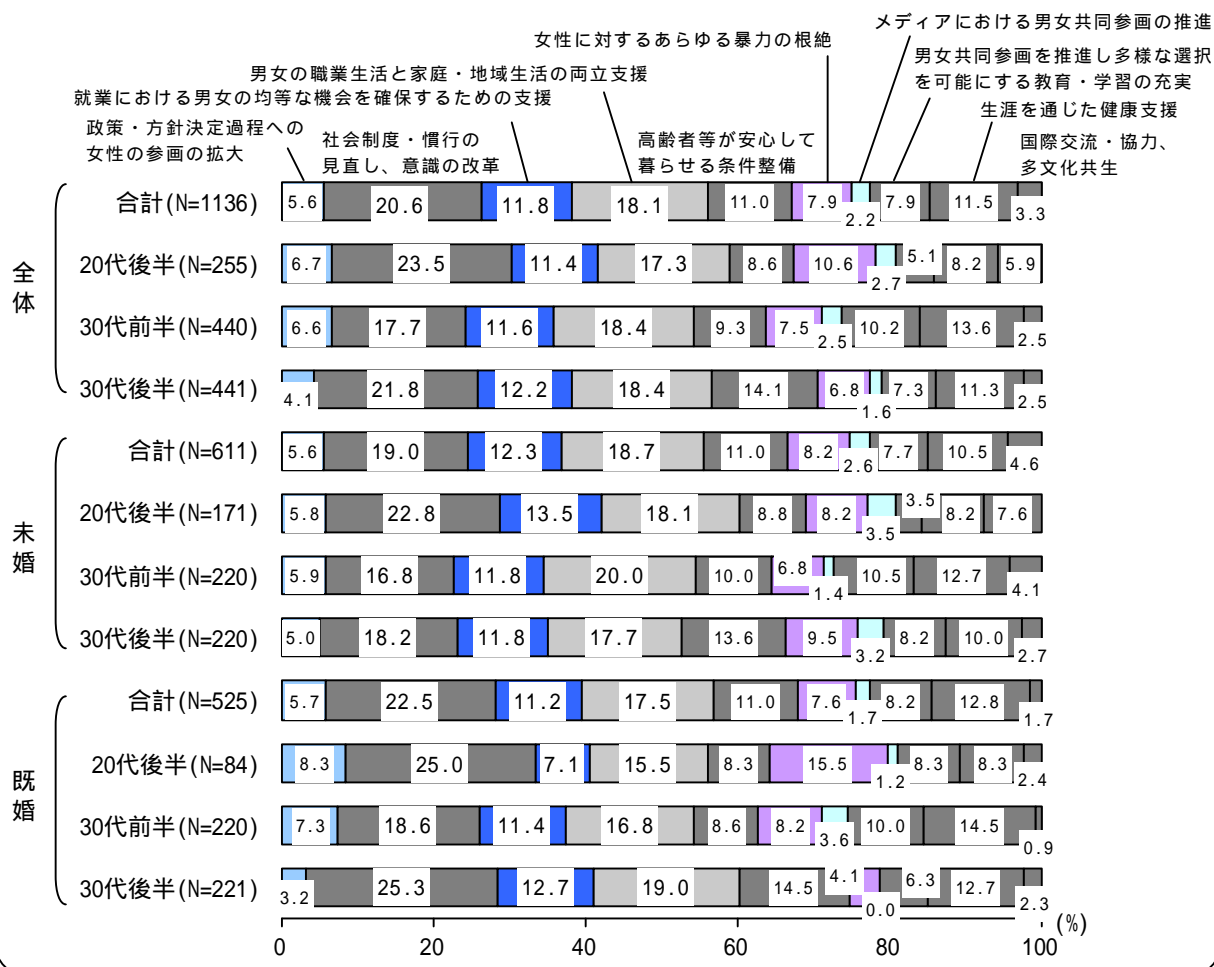 メディアにおける男女共同参画の推進
女性に対するあらゆる暴力の根絶
男女共同参画を推進し多様な選択
を可能にする教育・学習の充実
男女の職業生活と家庭・地域生活の両立支援
就業における男女の均等な機会を確保するための支援
生涯を通じた健康支援
政策・方針決定過程への
女性の参画の拡大
社会制度・慣行の
見直し、意識の改革
高齢者等が安心して
暮らせる条件整備
国際交流・協力、
多文化共生
全体
合計(N=1136) 5.6 20.6 11.8 18.1 11.0 7.9 2.2 7.9 11.5 3.3
20代後半(N=255) 6.7 23.5 11.4 17.3 8.6 10.6 2.7 5.1 8.2 5.9
30代前半(N=440) 6.6 17.7 11.6 18.4 9.3 7.5 2.5 10.2 13.6 2.5
30代後半(N=441) 4.1 21.8 12.2 18.4 14.1 6.8 1.6 7.3 11.3 2.5
未婚
合計(N=611) 5.6 19.0 12.3 18.7 11.0 8.2 2.6 7.7 10.5 4.6
20代後半(N=171) 5.8 22.8 13.5 18.1 8.8 8.2 3.5 3.5 8.2 7.6
30代前半(N=220) 5.9 16.8 11.8 20.0 10.0 6.8 1.4 10.5 12.7 4.1
30代後半(N=220) 5.0 18.2 11.8 17.7 13.6 9.5 3.2 8.2 10.0 2.7
既婚
合計(N=525) 5.7 22.5 11.2 17.5 11.0 7.6 1.7 8.2 12.8 1.7
20代後半(N=84) 8.3 25.0 7.1 15.5 8.3 15.5 1.2 8.3 8.3 2.4
30代前半(N=220) 7.3 18.6 11.4 16.8 8.6 8.2 3.6 10.0 14.5 0.9
30代後半(N=221) 3.2 25.3 12.7 19.0 14.5 4.1 0.0 6.3 12.7 2.3
0 20 40 60 80 100 (%)